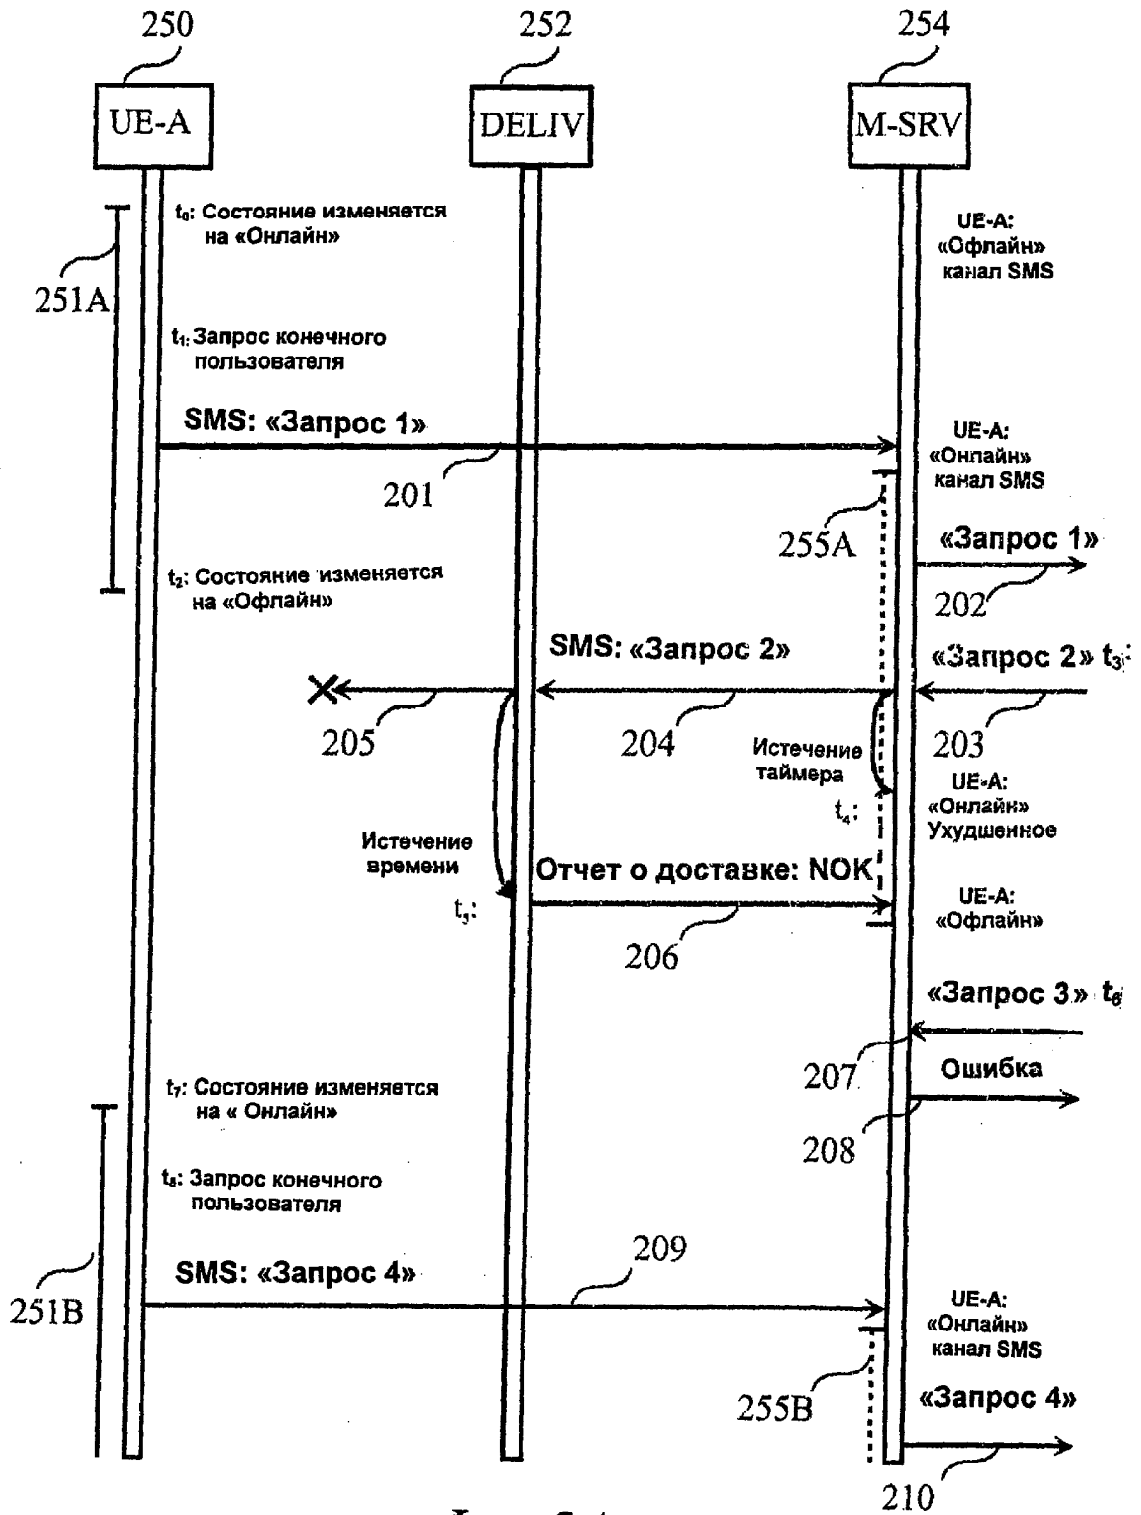 250
252
254
UE-A
DELIV
M-SRV
t₀: Состояние изменяется
на «Онлайн»
UE-A:
«Офлайн»
канал SMS
251A
t₁: Запрос конечного
пользователя
SMS: «Запрос 1»
UE-A:
«Онлайн»
канал SMS
201
255A
«Запрос 1»
t₂: Состояние изменяется
на «Офлайн»
202
SMS: «Запрос 2»
«Запрос 2» t₃:
205
204
203
Истечение
таймера
t₄:
UE-A:
«Онлайн»
Ухудшенное
Истечение
времени
t₅:
Отчет о доставке: NOK
UE-A:
«Офлайн»
206
«Запрос 3» t₆
207
Ошибка
208
t₇: Состояние изменяется
на « Онлайн»
t₈: Запрос конечного
пользователя
209
SMS: «Запрос 4»
251B
UE-A:
«Онлайн»
канал SMS
255B
«Запрос 4»
210